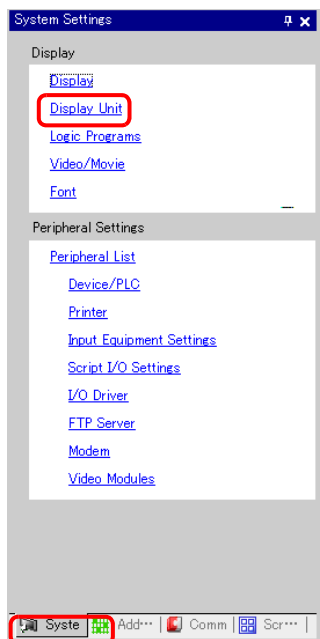 System Settings
Display
Display
Display Unit
Logic Programs
Video/Movie
Font
Peripheral Settings
Peripheral List
Device/PLC
Printer
Input Equipment Settings
Script I/O Settings
I/O Driver
FTP Server
Modem
Video Modules
Syste Add··· Comm Scr···